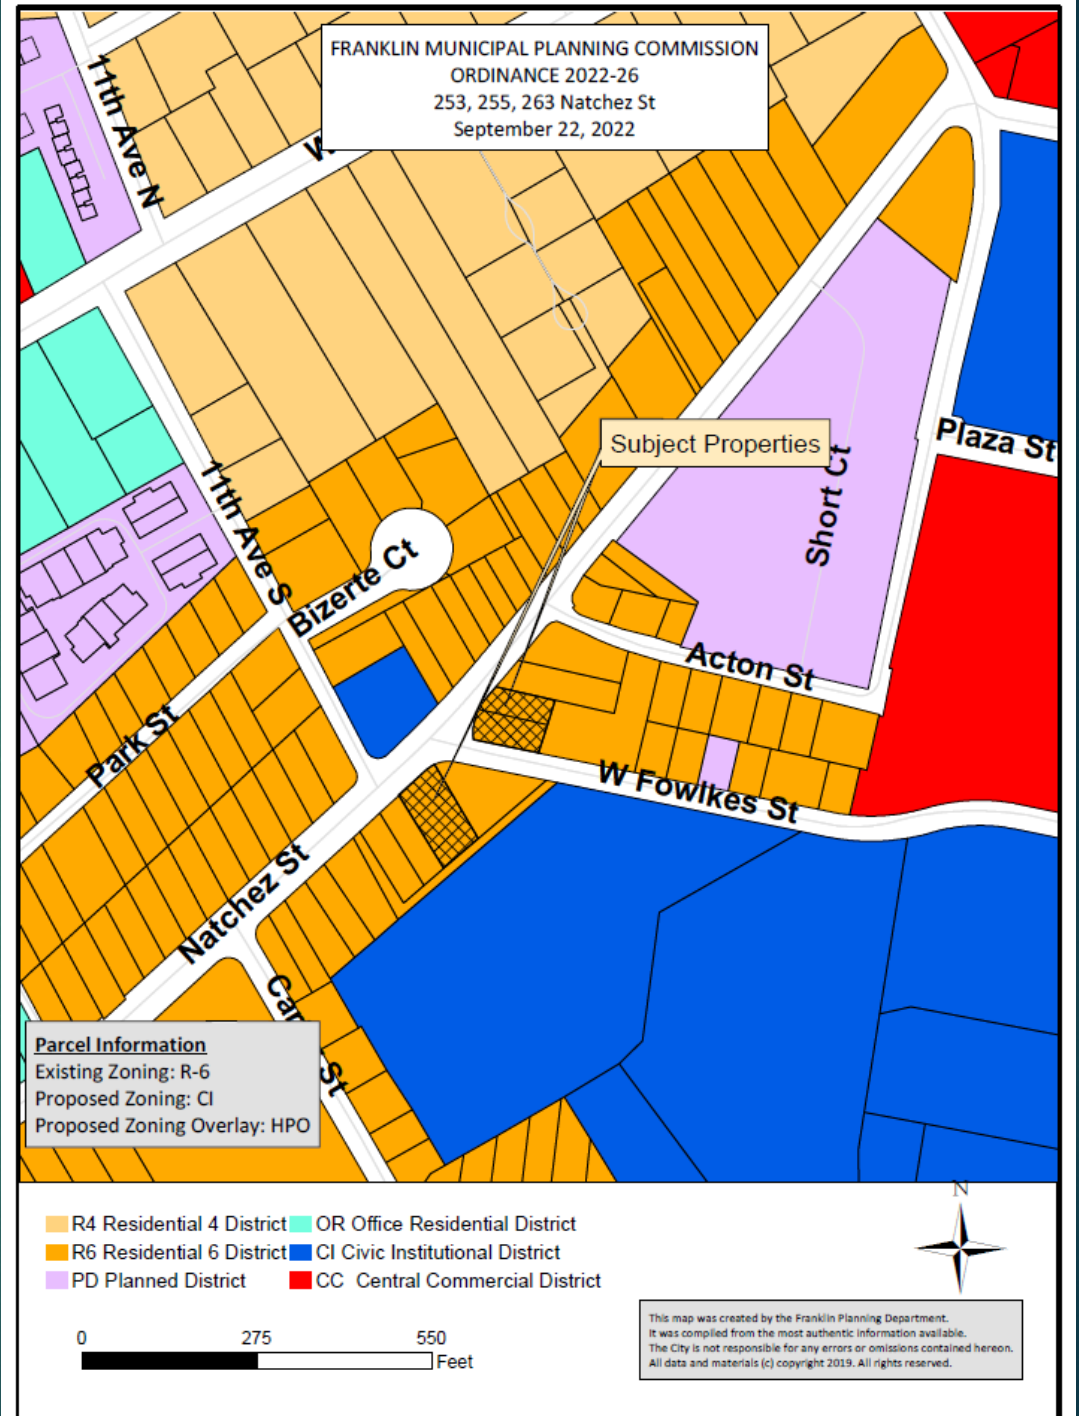 FRANKLIN MUNICIPAL PLANNING COMMISSION
ORDINANCE 2022-26
253, 255, 263 Natchez St
September 22, 2022
11th Ave N
Subject Properties
Plaza St
Short Ct
11th Ave S
Bizerte Ct
Acton St
Park St
W Fowlkes St
Natchez St
St
Parcel Information
Existing Zoning: R-6
Proposed Zoning: CI
Proposed Zoning Overlay: HPO
N
R4 Residential 4 District
OR Office Residential District
R6 Residential 6 District
CI Civic Institutional District
PD Planned District
CC Central Commercial District
0 275 550
Feet
This map was created by the Franklin Planning Department.
It was compiled from the most authentic information available.
The City is not responsible for any errors or omissions contained hereon.
All data and materials (c) copyright 2019. All rights reserved.